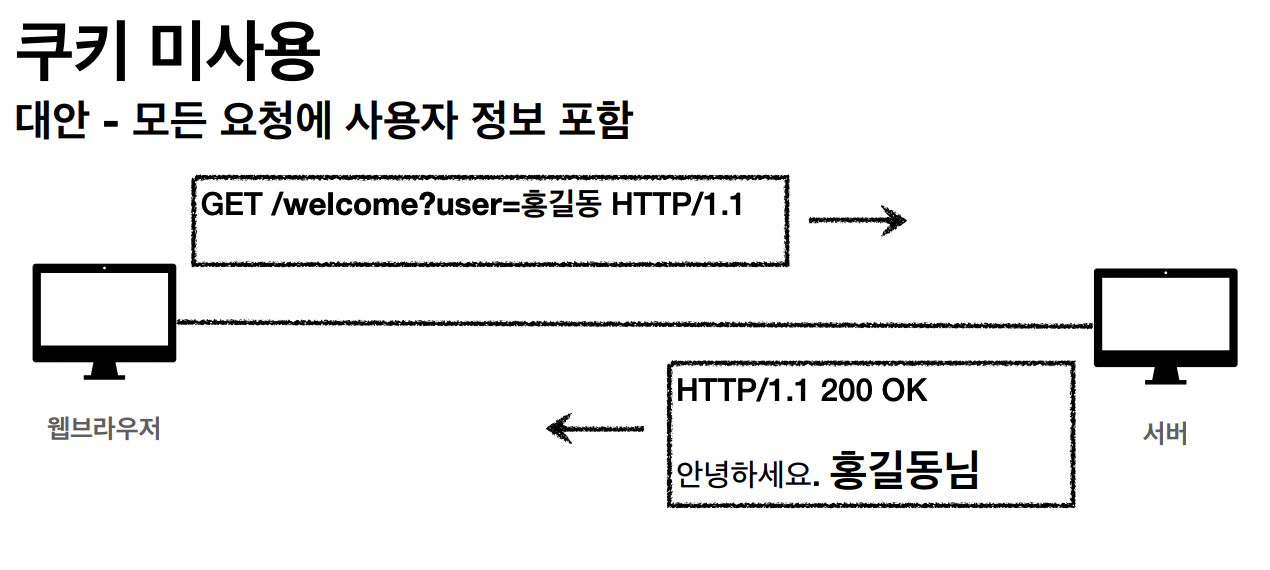 쿠키 미사용
대안 - 모든 요청에 사용자 정보 포함
GET /welcome?user=홍길동 HTTP/1.1
웹브라우저
HTTP/1.1 200 OK
안녕하세요. 홍길동님
서버